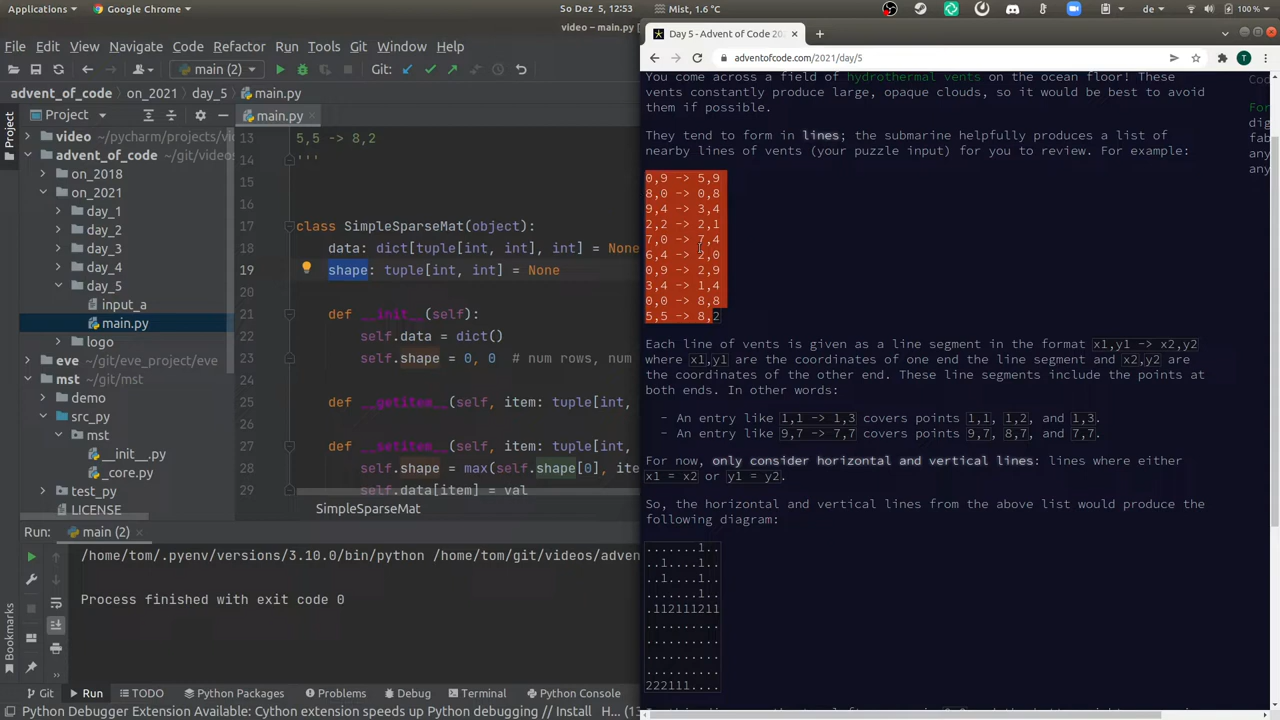 Activities
Google Chrome
So Dez 5, 12:53
Mist, 1.6 °C
de
100 %
video – main.py
Navigate Code Refactor Run Tools Git Window Help
main (2)
Git:
advent_of_code
on_2021
day_5
main.py
Project
main.py
Project
video ~/pycharm/projects/vi
advent_of_code ~/git/videos
on_2018
on_2021
day_1
day_2
day_3
day_4
day_5
input_a
main.py
logo
eve ~/git/eve_project/eve
mst ~/git/mst
demo
src_py
mst
__init__.py
_core.py
test_py
LICENSE
13 5,5 -> 8,2
14 '''
15
16
17 class SimpleSparseMat(object):
18 data: dict[tuple[int, int], int] = None
19 shape: tuple[int, int] = None
20
21 def __init__(self):
22 self.data = dict()
23 self.shape = 0, 0 # num rows, num
24
25 def __getitem__(self, item: tuple[int,
26
27 def __setitem__(self, item: tuple[int,
28 self.shape = max(self.shape[0], ite
29 self.data[item] = val
SimpleSparseMat
Run:
main (2)
/home/tom/.pyenv/versions/3.10.0/bin/python /home/tom/git/videos/adven
Process finished with exit code 0
Bookmarks
Git
Run
TODO
Python Packages
Problems
Terminal
Python Console
Day 5 - Advent of Code 20
adventofcode.com/2021/day/5
T
You come across a field of hydrothermal vents on the ocean floor! These
vents constantly produce large, opaque clouds, so it would be best to avoid
them if possible.
They tend to form in lines; the submarine helpfully produces a list of
nearby lines of vents (your puzzle input) for you to review. For example:
0,9 -> 5,9
8,0 -> 0,8
9,4 -> 3,4
2,2 -> 2,1
7,0 -> 7,4
6,4 -> 2,0
0,9 -> 2,9
3,4 -> 1,4
0,0 -> 8,8
5,5 -> 8,2
Each line of vents is given as a line segment in the format x1,y1 -> x2,y2
where x1,y1 are the coordinates of one end the line segment and x2,y2 are
the coordinates of the other end. These line segments include the points at
both ends. In other words:
- An entry like 1,1 -> 1,3 covers points 1,1, 1,2, and 1,3.
- An entry like 9,7 -> 7,7 covers points 9,7, 8,7, and 7,7.
For now, only consider horizontal and vertical lines: lines where either
x1 = x2 or y1 = y2.
So, the horizontal and vertical lines from the above list would produce the
following diagram:
.......1..
..1....1..
..1....1..
.......1..
.112111211
..........
..........
..........
..........
222111....
Co
For
dig
fab
any
any